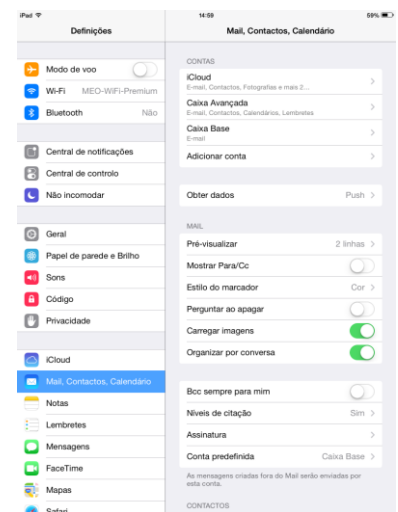 iPad 14:59 59%
Definições
Modo de voo
Wi-Fi MEO-WiFi-Premium
Bluetooth Não
Central de notificações
Central de controlo
Não incomodar
Geral
Papel de parede e Brilho
Sons
Código
Privacidade
iCloud
Mail, Contactos, Calendário
Notas
Lembretes
Mensagens
FaceTime
Mapas
Safari
Mail, Contactos, Calendário
CONTAS
iCloud
E-mail, Contactos, Fotografias e mais 2...
Caixa Avançada
E-mail, Contactos, Calendários, Lembretes
Caixa Base
E-mail
Adicionar conta
Obter dados Push
MAIL
Pré-visualizar 2 linhas
Mostrar Para/Cc
Estilo do marcador Cor
Perguntar ao apagar
Carregar imagens
Organizar por conversa
Bcc sempre para mim
Níveis de citação Sim
Assinatura
Conta predefinida Caixa Base
As mensagens criadas fora do Mail serão enviadas por
esta conta.
CONTACTOS